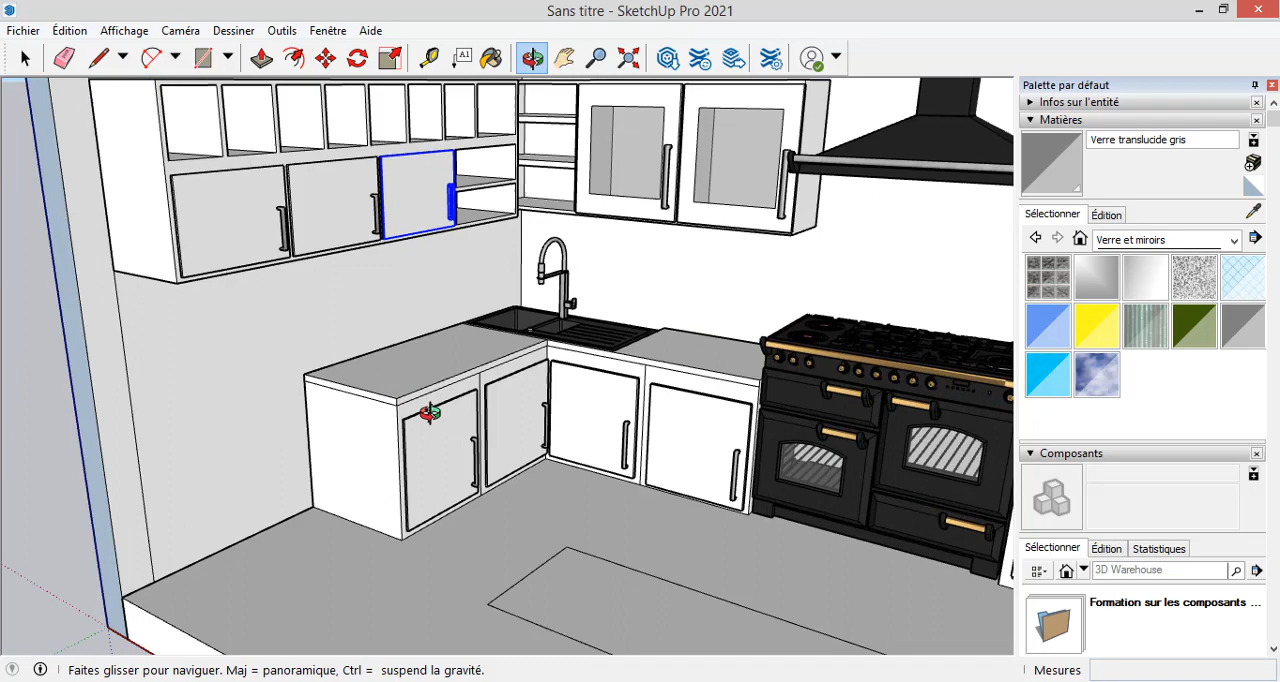 Sans titre - SketchUp Pro 2021
Fichier Édition Affichage Caméra Dessiner Outils Fenêtre Aide
A1
Palette par défaut
Infos sur l'entité
Matières
Verre translucide gris
Sélectionner Édition
Verre et miroirs
Composants
Sélectionner Édition Statistiques
3D Warehouse
Formation sur les composants ...
Faites glisser pour naviguer. Maj = panoramique, Ctrl = suspend la gravité.
Mesures